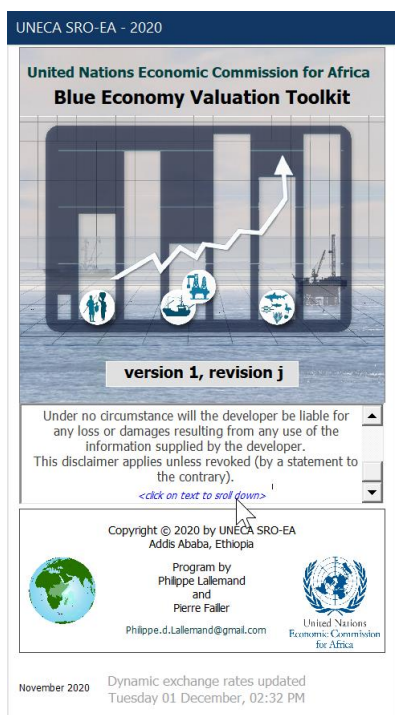 UNECA SRO-EA - 2020
United Nations Economic Commission for Africa
Blue Economy Valuation Toolkit
version 1, revision j
Under no circumstance will the developer be liable for
any loss or damages resulting from any use of the
information supplied by the developer.
This disclaimer applies unless revoked (by a statement to
the contrary).
<click on text to sroll down>
Copyright © 2020 by UNECA SRO-EA
Addis Ababa, Ethiopia
Program by
Philippe Lallemand
and
Pierre Failler
Philippe.d.Lallemand@gmail.com
United Nations
Economic Commission
for Africa
November 2020
Dynamic exchange rates updated
Tuesday 01 December, 02:32 PM